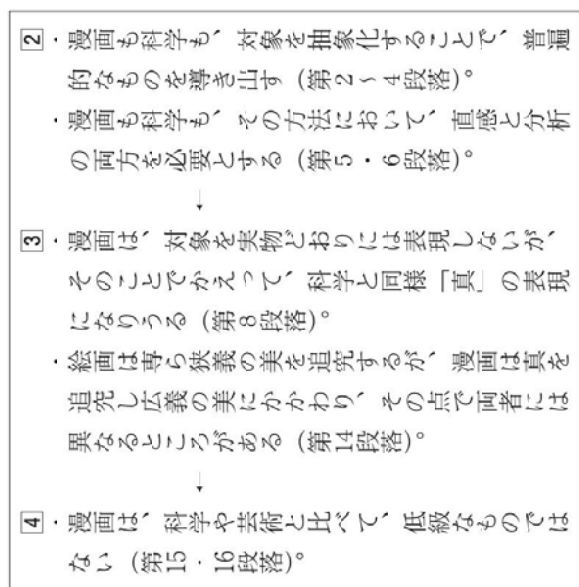 2・漫画も科学も、対象を抽象化することで、普遍
的なものを導き出す（第2～4段落）。
・漫画も科学も、その方法において、直感と分析
の両方を必要とする（第5・6段落）。
↓
3・漫画は、対象を実物どおりには表現しないが、
そのことでかえって、科学と同様「真」の表現
になりうる（第8段落）。
・絵画は専ら狭義の美を追究するが、漫画は真を
追究し広義の美にかかわり、その点で両者には
異なるところがある（第14段落）。
↓
4・漫画は、科学や芸術と比べて、低級なものでは
ない（第15・16段落）。